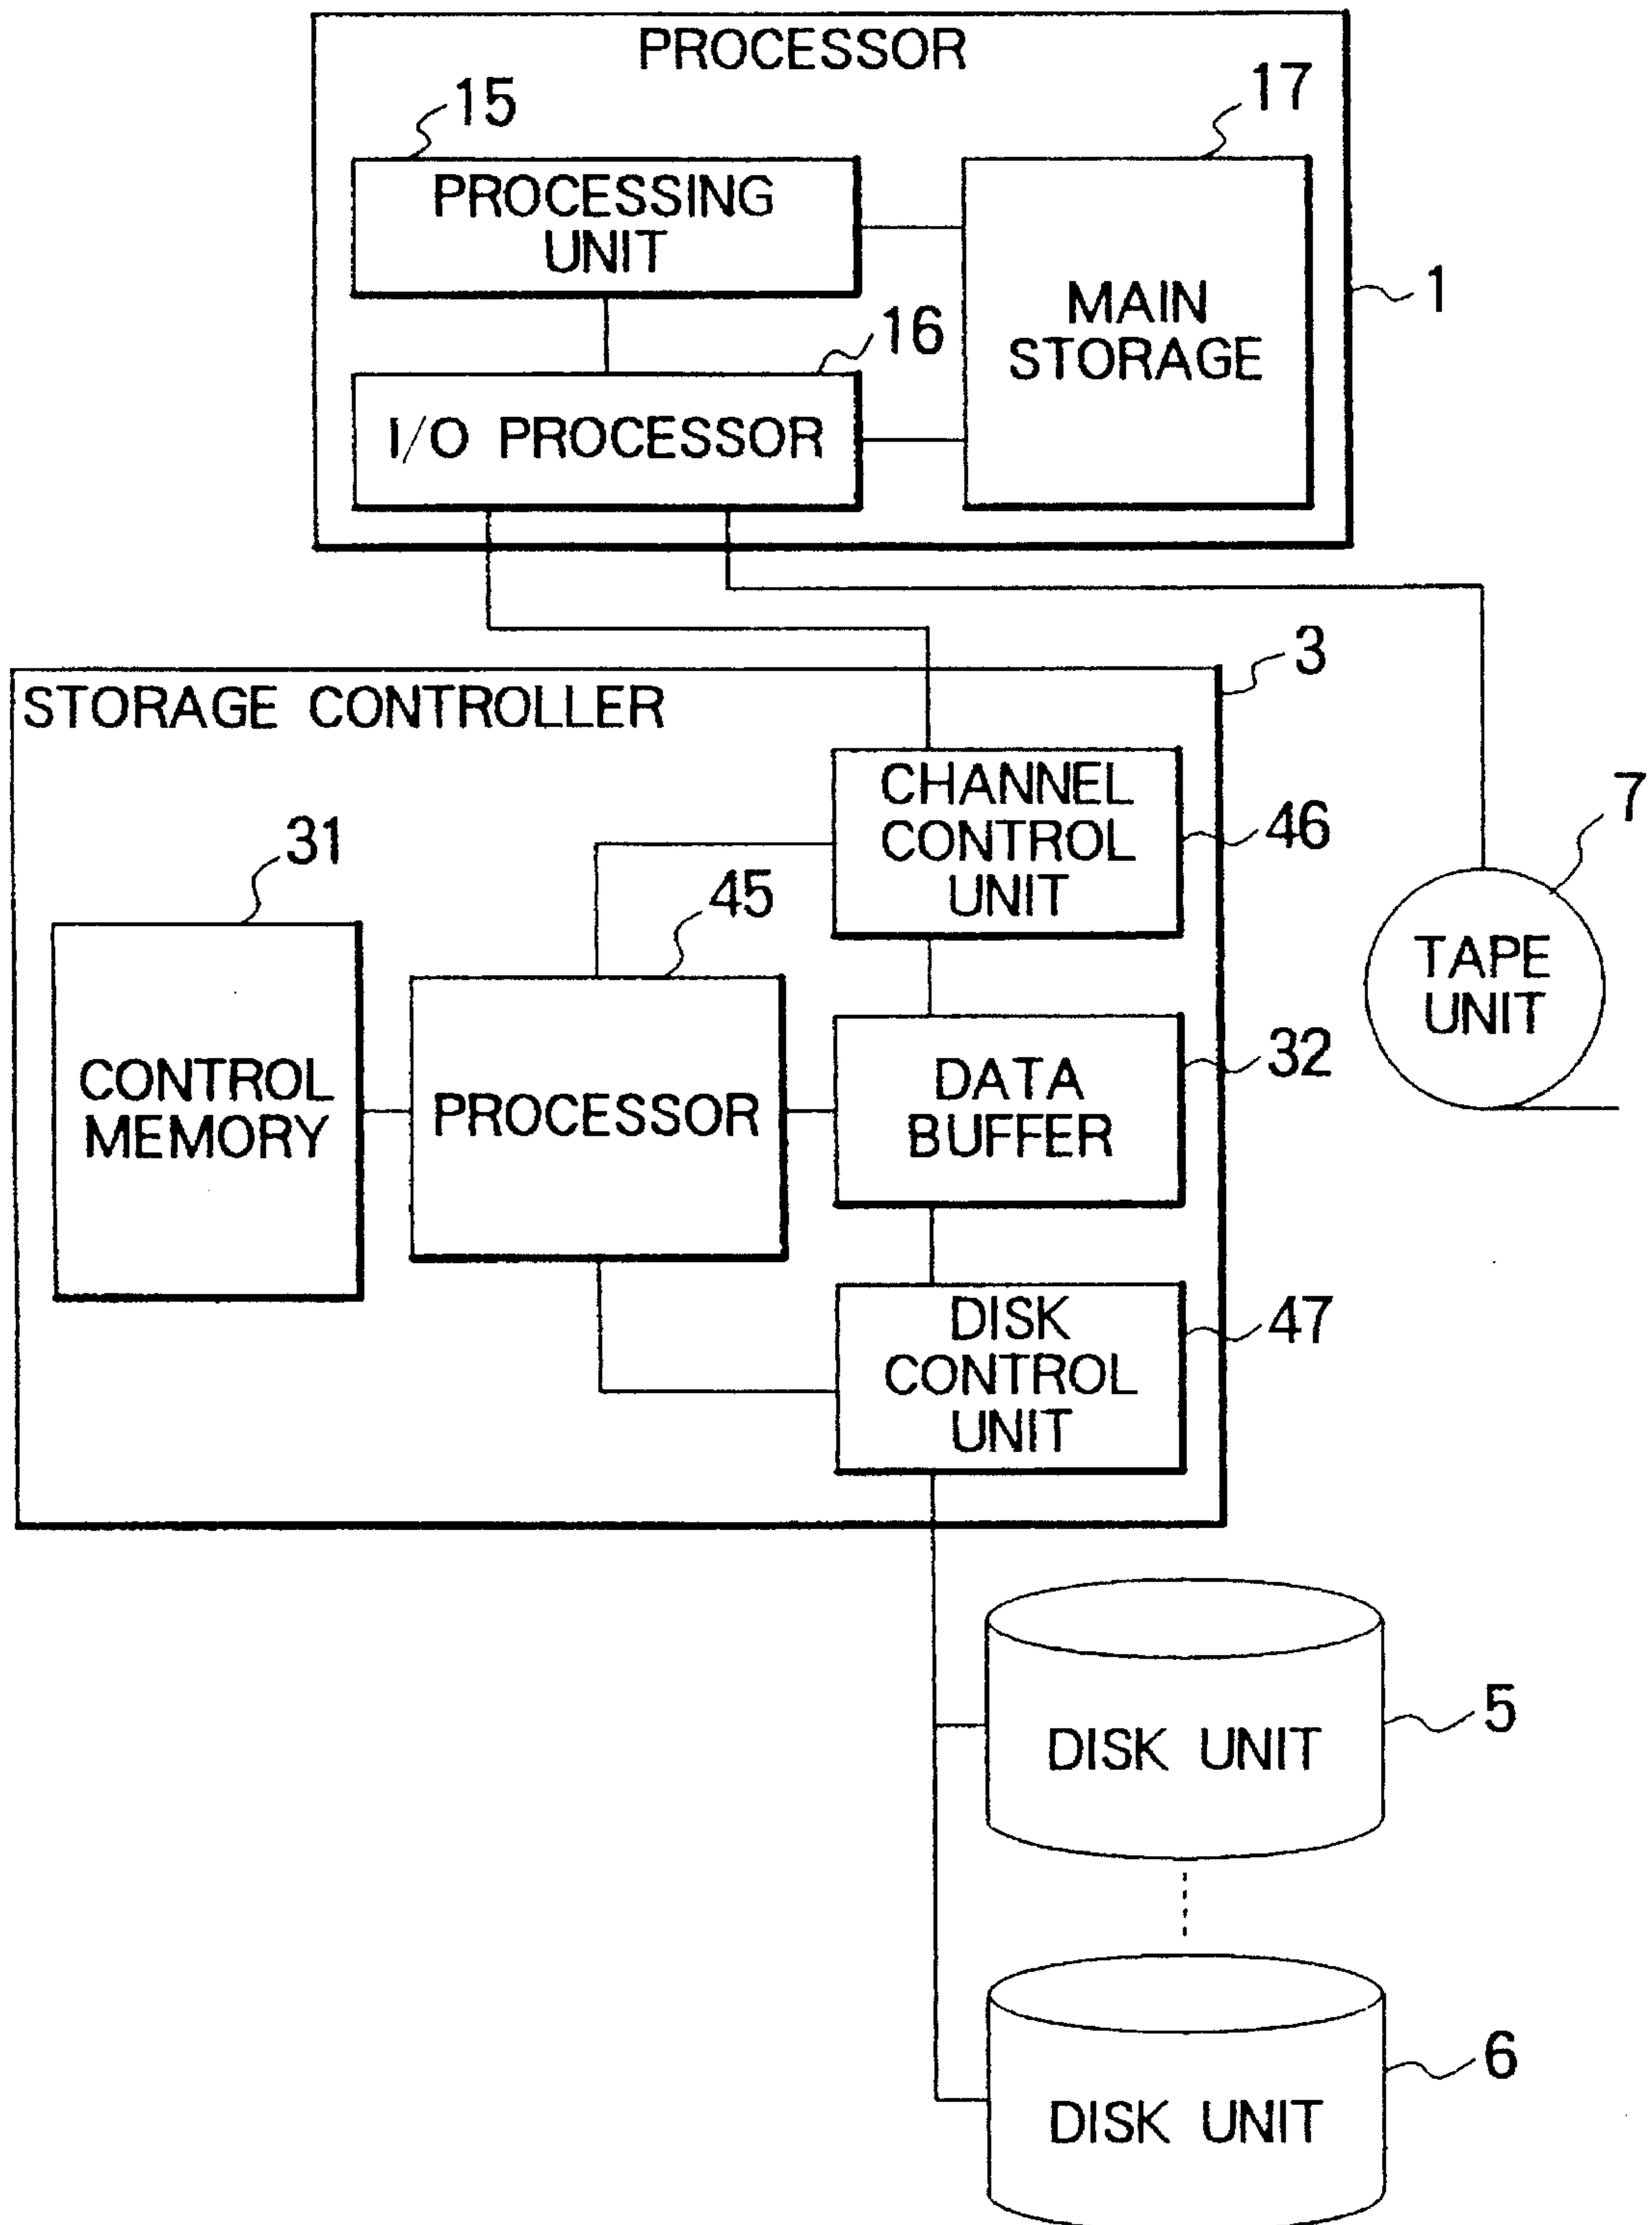 PROCESSOR
15
17
PROCESSING
UNIT
MAIN
STORAGE
1
16
I/O PROCESSOR
3
STORAGE CONTROLLER
CHANNEL
CONTROL
UNIT
46
7
31
45
TAPE
UNIT
CONTROL
MEMORY
PROCESSOR
DATA
BUFFER
32
DISK
CONTROL
UNIT
47
DISK UNIT
5
DISK UNIT
6